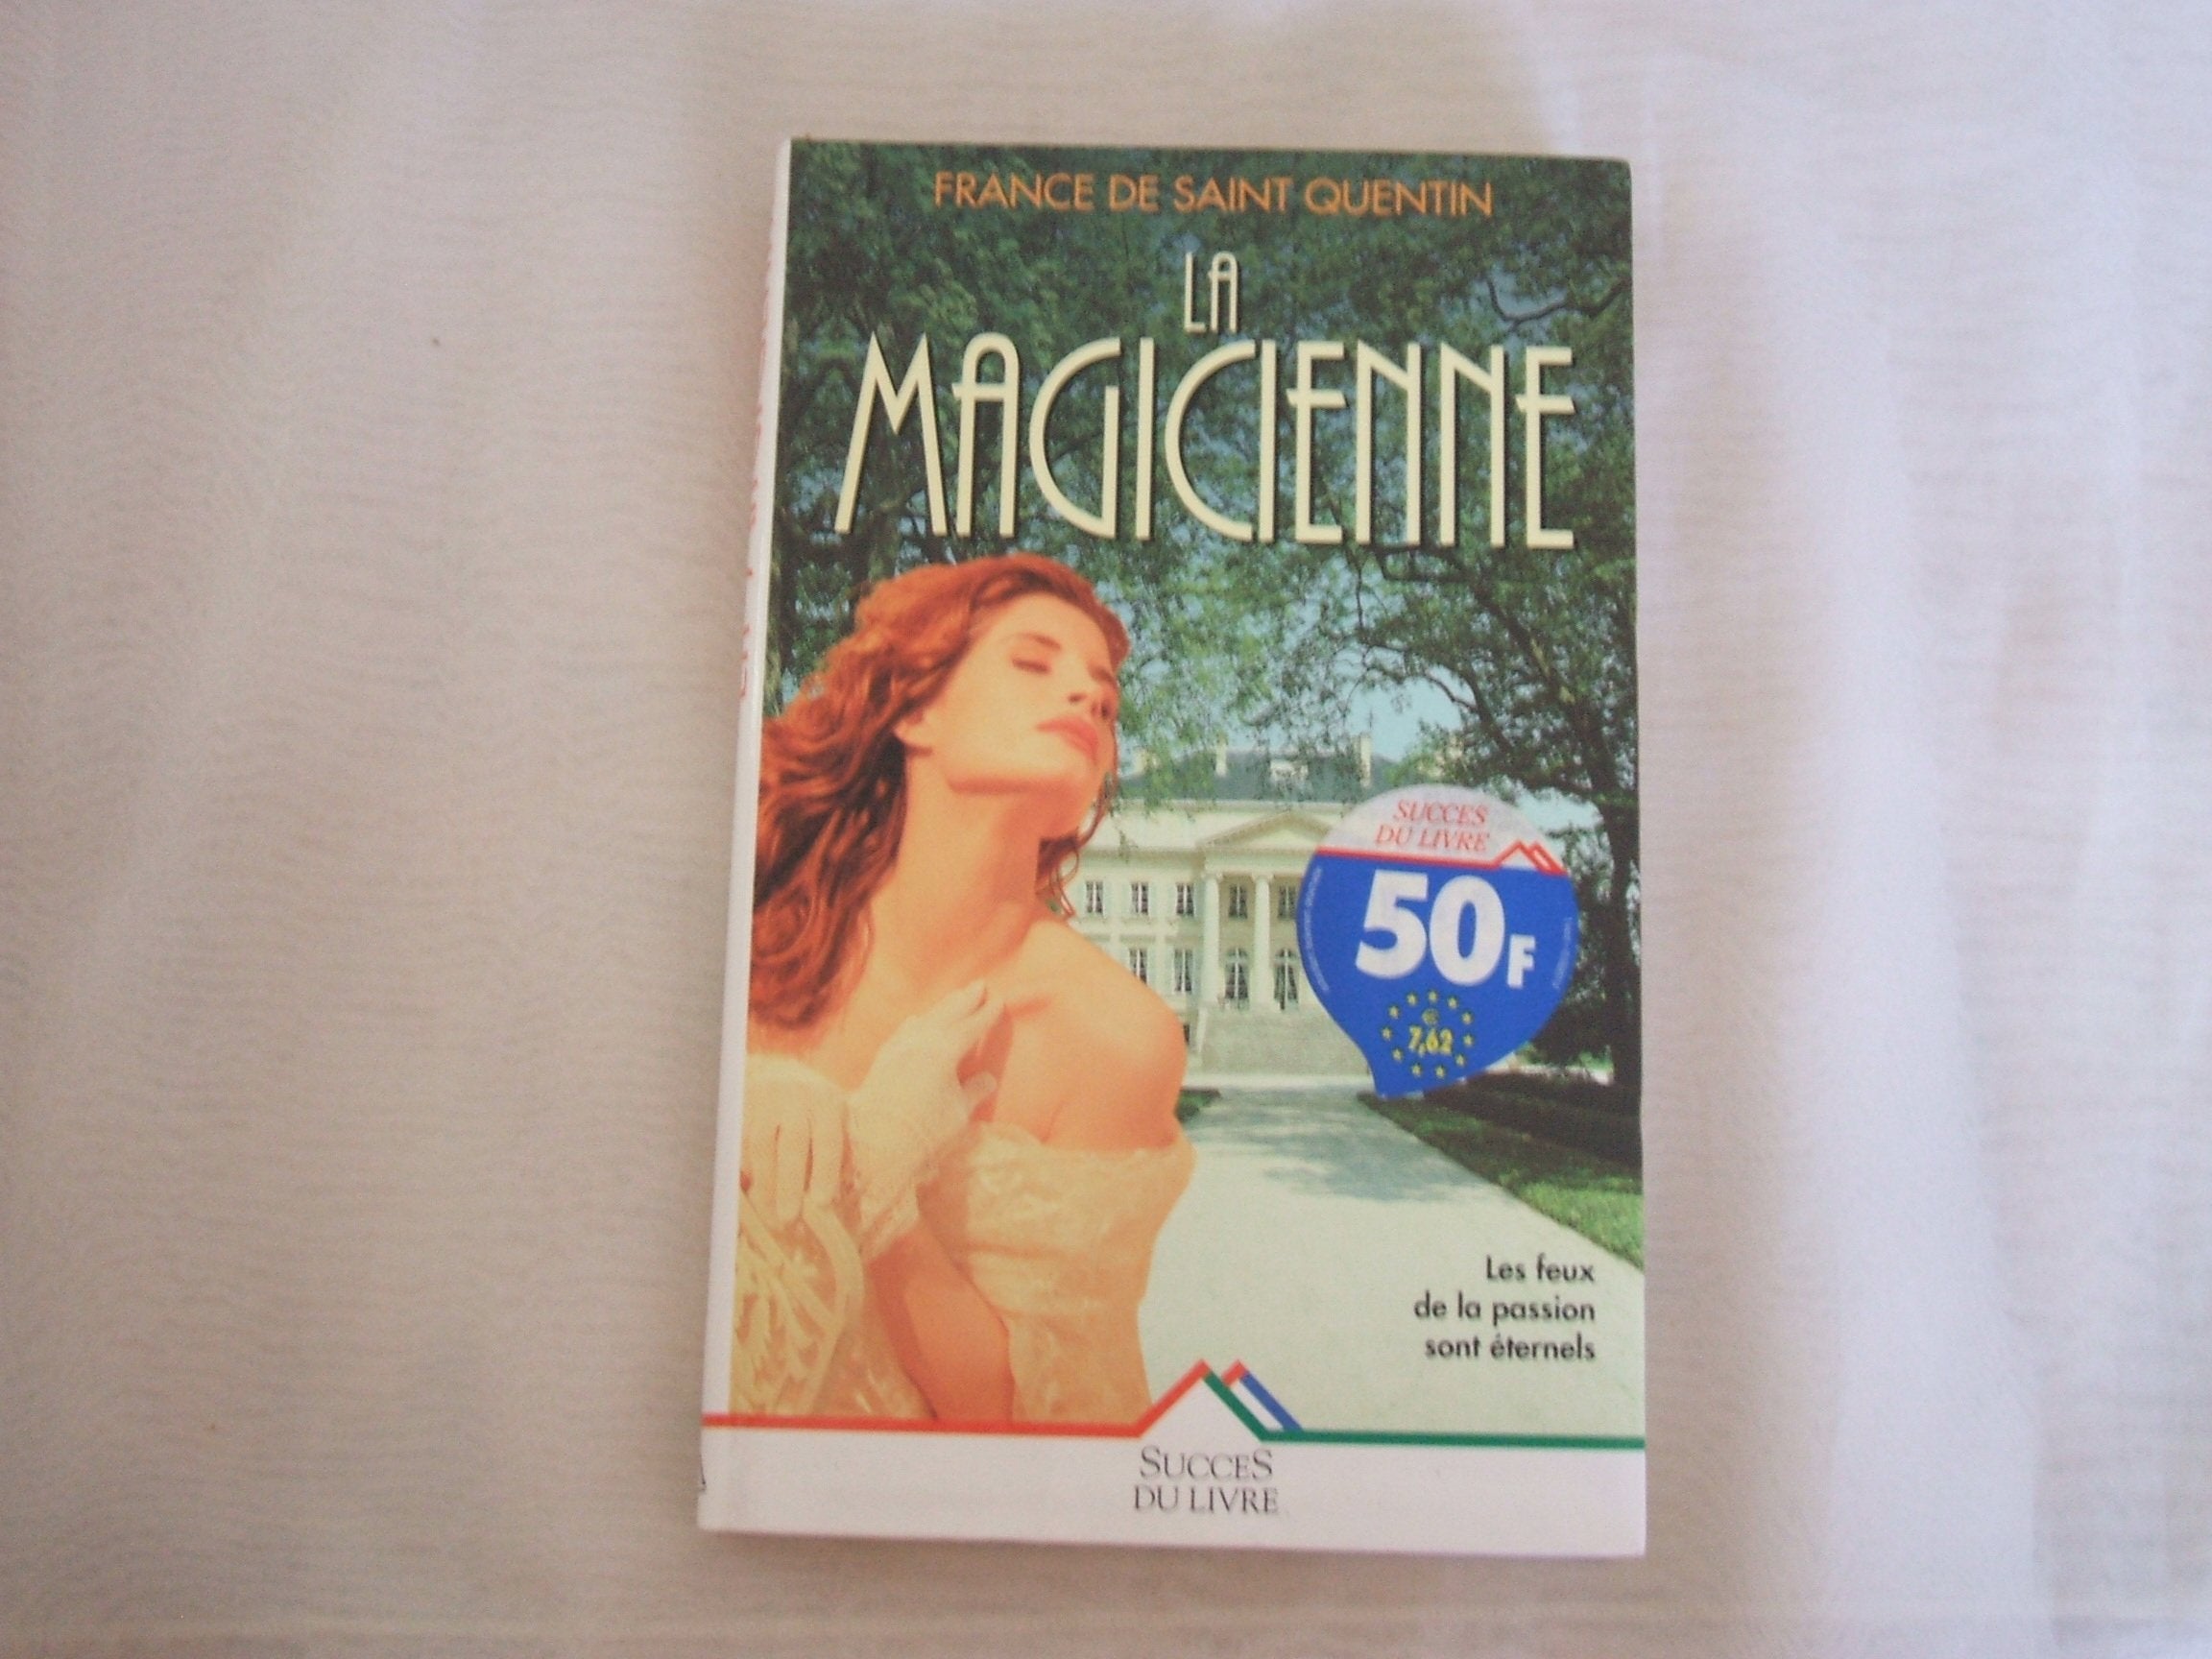 FRANCE DE SAINT QUENTIN
LA
MAGICIENNE
SUCCES
DU LIVRE
50F
7,62
Les feux
de la passion
sont éternels
SUCCES
DU LIVRE